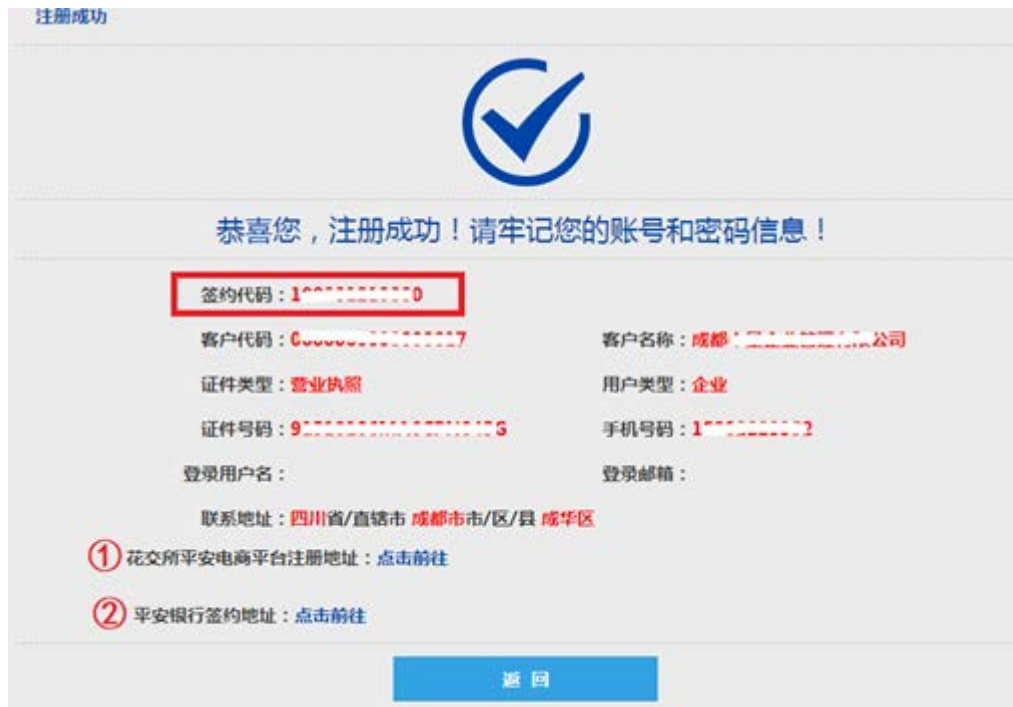 注册成功
恭喜您，注册成功！请牢记您的账号和密码信息！
签约代码：
客户代码： 客户名称：成都 公司
证件类型：营业执照 用户类型：企业
证件号码： 手机号码：
登录用户名： 登录邮箱：
联系地址：四川省/直辖市 成都市市/区/县 成华区
①花交所平安电商平台注册地址：点击前往
②平安银行签约地址：点击前往
返 回